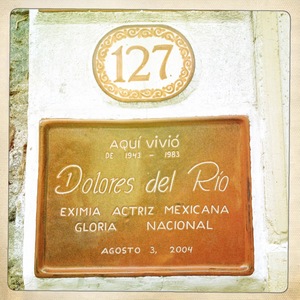 127
AQUÍ VIVIÓ
DE 1943 – 1983
Dolores del Río
EXIMIA ACTRIZ MEXICANA
GLORIA NACIONAL
AGOSTO 3, 2004